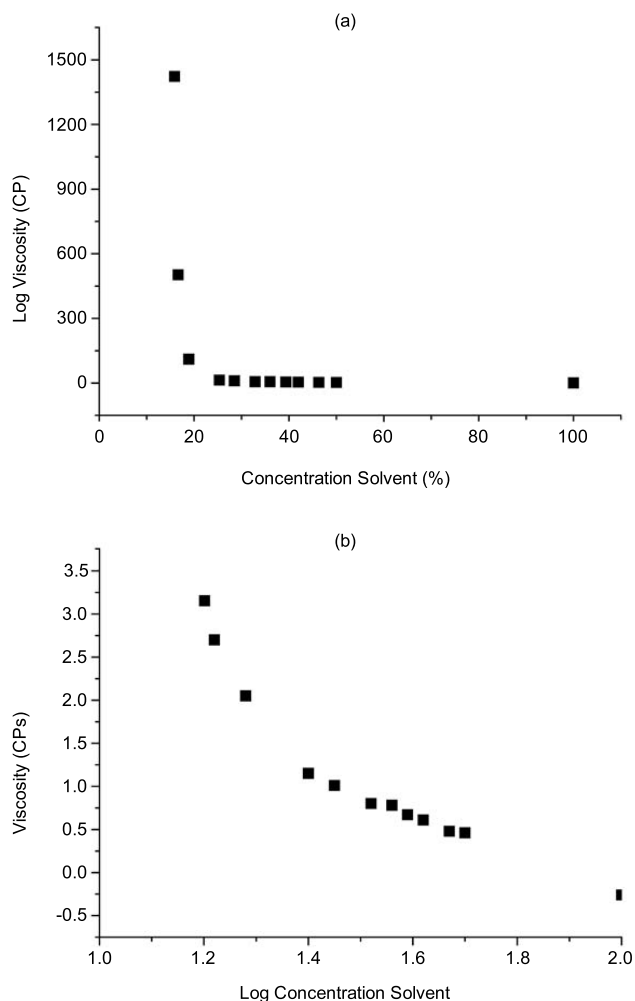 (a)
1500
1200
900
600
300
0
Log Viscosity (CP)
0 20 40 60 80 100
Concentration Solvent (%)
(b)
3.5
3.0
2.5
2.0
1.5
1.0
0.5
0.0
-0.5
Viscosity (CPs)
1.0 1.2 1.4 1.6 1.8 2.0
Log Concentration Solvent